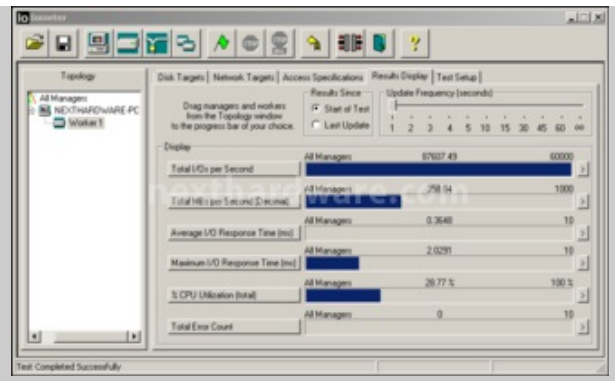 Iometer
Topology
All Managers
NEXTHARDWARE-PC
Worker 1
Disk Targets
Network Targets
Access Specifications
Results Display
Test Setup
Drag managers and workers
from the Topology window
to the progress bar of your choice.
Results Since
Start of Test
Last Update
Update Frequency (seconds)
1 2 3 4 5 10 15 30 45 60 ∞
Display
All Managers 87607.49 60000
Total I/Os per Second
All Managers 358.84 1000
Total MBs per Second (Decimal)
nexthardware.com
All Managers 0.3648 10
Average I/O Response Time (ms)
All Managers 2.0291 10
Maximum I/O Response Time (ms)
All Managers 28.77 % 100 %
% CPU Utilization (total)
All Managers 0 10
Total Error Count
Test Completed Successfully